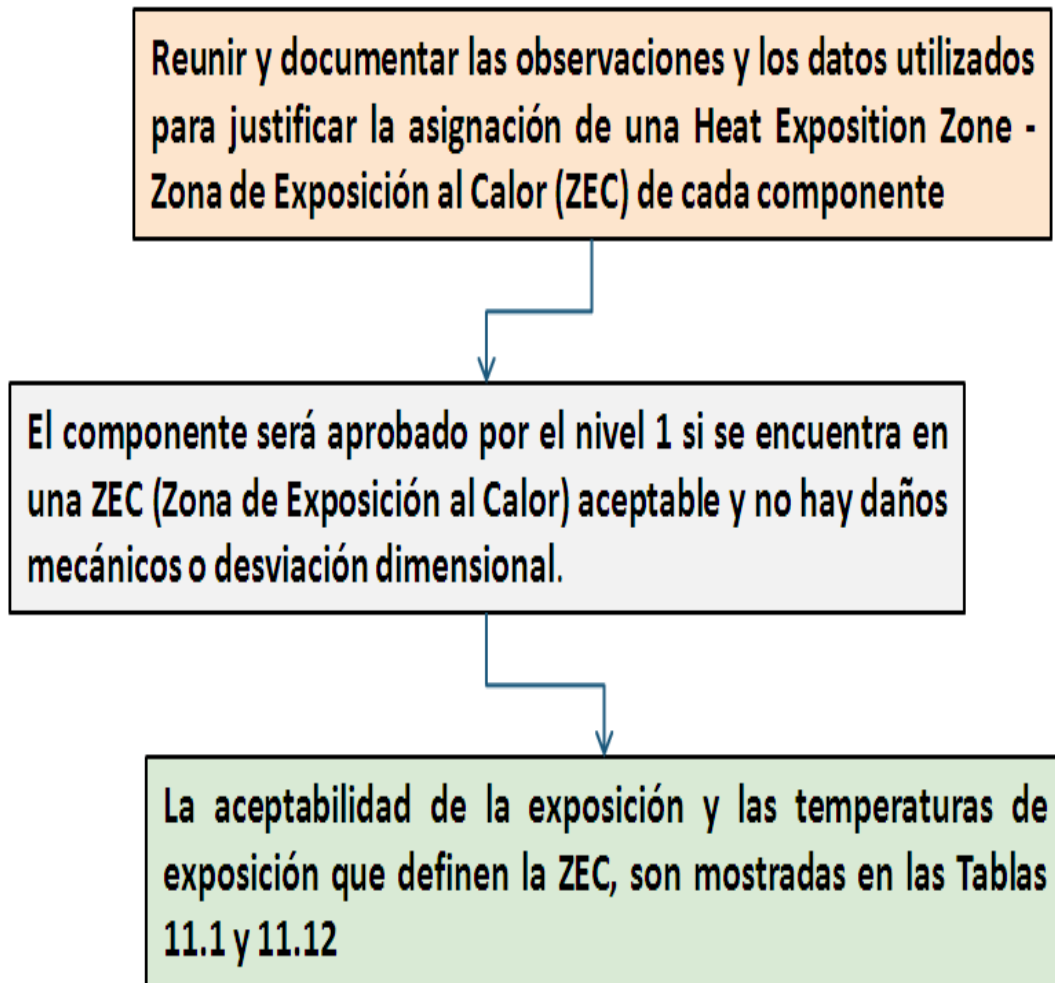 Reunir y documentar las observaciones y los datos utilizados
para justificar la asignación de una Heat Exposition Zone -
Zona de Exposición al Calor (ZEC) de cada componente
El componente será aprobado por el nivel 1 si se encuentra en
una ZEC (Zona de Exposición al Calor) aceptable y no hay daños
mecánicos o desviación dimensional.
La aceptabilidad de la exposición y las temperaturas de
exposición que definen la ZEC, son mostradas en las Tablas
11.1 y 11.12